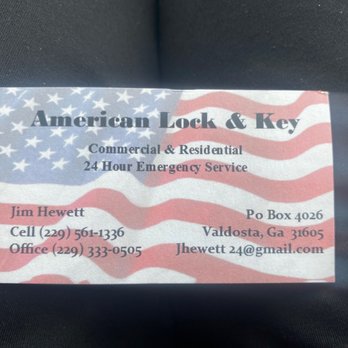 American Lock & Key
Commercial & Residential
24 Hour Emergency Service
Jim Hewett
Cell (229) 561-1336
Office (229) 333-0505
Po Box 4026
Valdosta, Ga 31605
Jhewett 24@gmail.com